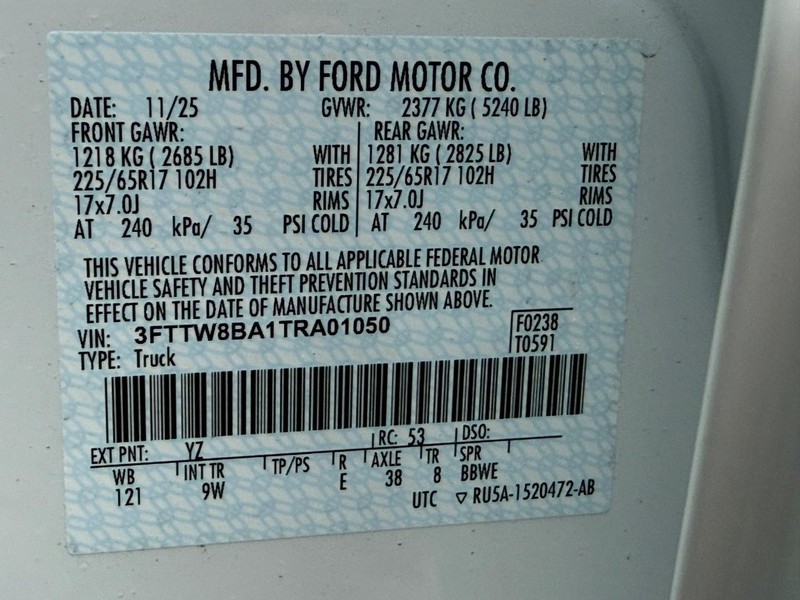 MFD. BY FORD MOTOR CO.
DATE: 11/25 GVWR: 2377 KG ( 5240 LB)
FRONT GAWR: REAR GAWR:
1218 KG ( 2685 LB) WITH 1281 KG ( 2825 LB) WITH
225/65R17 102H TIRES 225/65R17 102H TIRES
17x7.0J RIMS 17x7.0J RIMS
AT 240 kPa/ 35 PSI COLD AT 240 kPa/ 35 PSI COLD
THIS VEHICLE CONFORMS TO ALL APPLICABLE FEDERAL MOTOR
VEHICLE SAFETY AND THEFT PREVENTION STANDARDS IN
EFFECT ON THE DATE OF MANUFACTURE SHOWN ABOVE.
VIN: 3FTTW8BA1TRA01050 F0238
TYPE: Truck T0591
EXT PNT: YZ RC: 53 DSO:
WB INT TR TP/PS R AXLE TR SPR
121 9W E 38 8 BBWE
UTC ▽ RU5A-1520472-AB